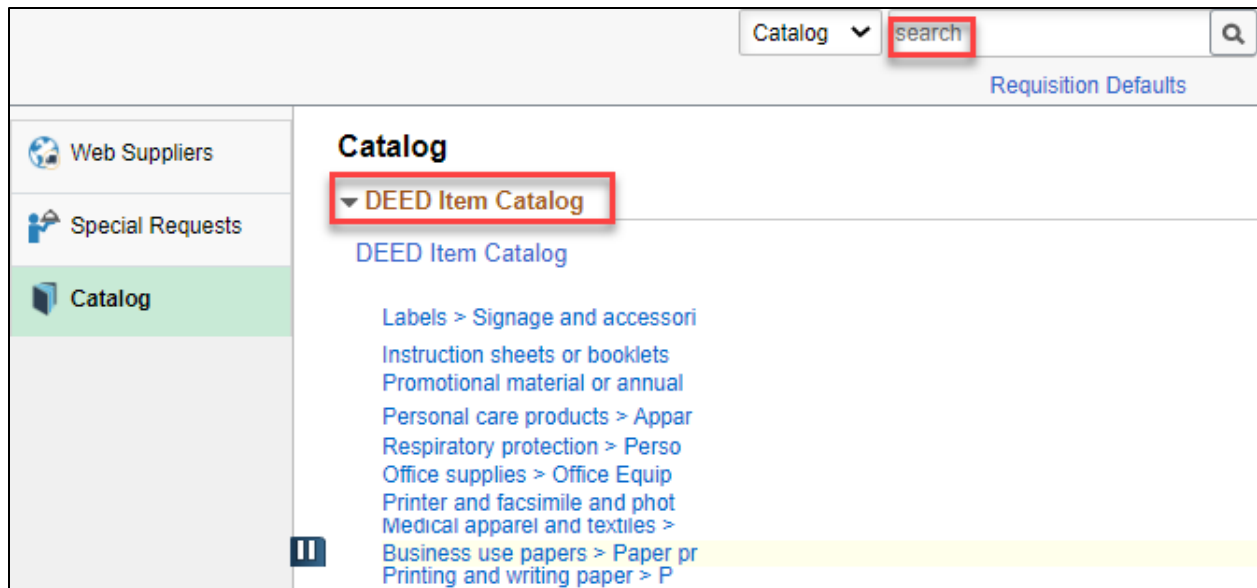 Catalog search
Requisition Defaults
Web Suppliers
Special Requests
Catalog
Catalog
DEED Item Catalog
DEED Item Catalog
Labels > Signage and accessori
Instruction sheets or booklets
Promotional material or annual
Personal care products > Appar
Respiratory protection > Perso
Office supplies > Office Equip
Printer and facsimile and phot
Medical apparel and textiles >
Business use papers > Paper pr
Printing and writing paper > P